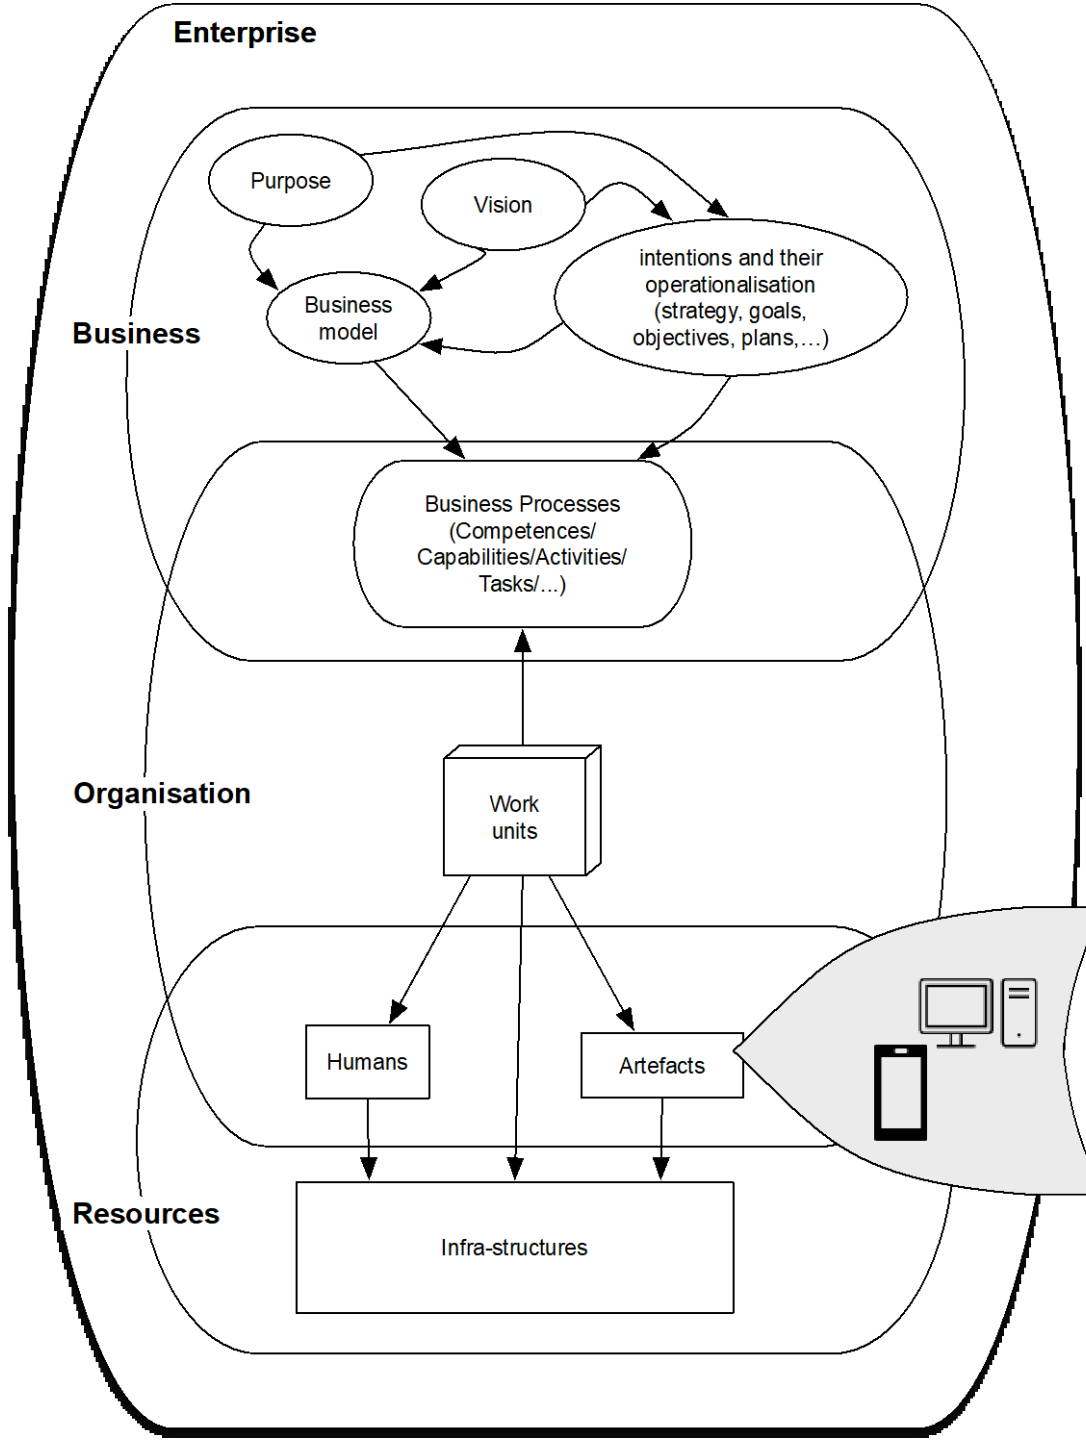 Enterprise
Purpose
Vision
intentions and their
operationalisation
(strategy, goals,
objectives, plans,…)
Business
model
Business
Business Processes
(Competences/
Capabilities/Activities/
Tasks/...)
Organisation
Work
units
Humans
Artefacts
Resources
Infra-structures